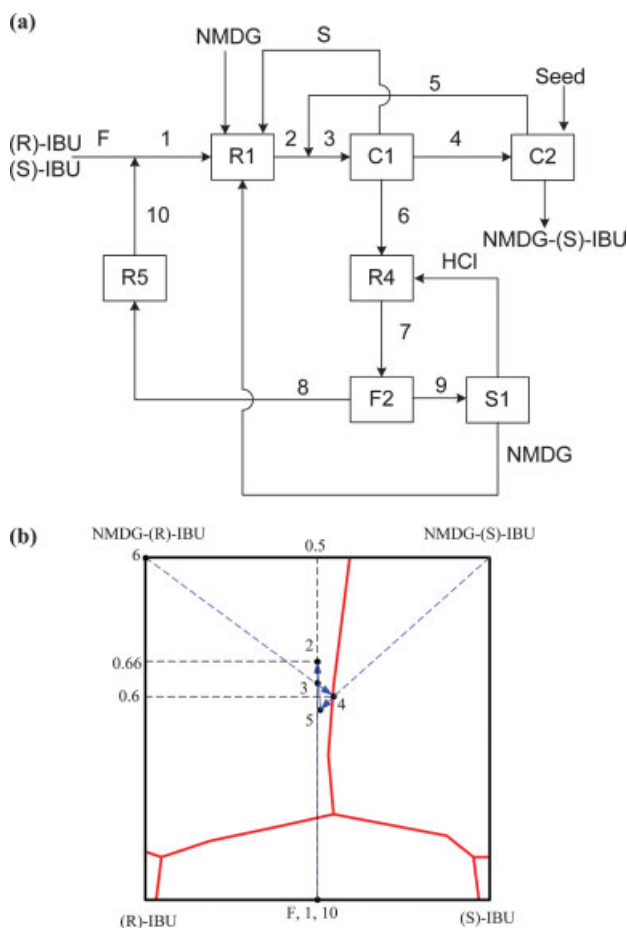 (a)
NMDG
S
5
Seed
(R)-IBU
(S)-IBU
F
1
R1
2
3
C1
4
C2
10
6
NMDG-(S)-IBU
R5
R4
HCl
7
8
F2
9
S1
NMDG
(b)
NMDG-(R)-IBU
0.5
NMDG-(S)-IBU
6
2
0.66
3
0.6
4
5
(R)-IBU
F, 1, 10
(S)-IBU